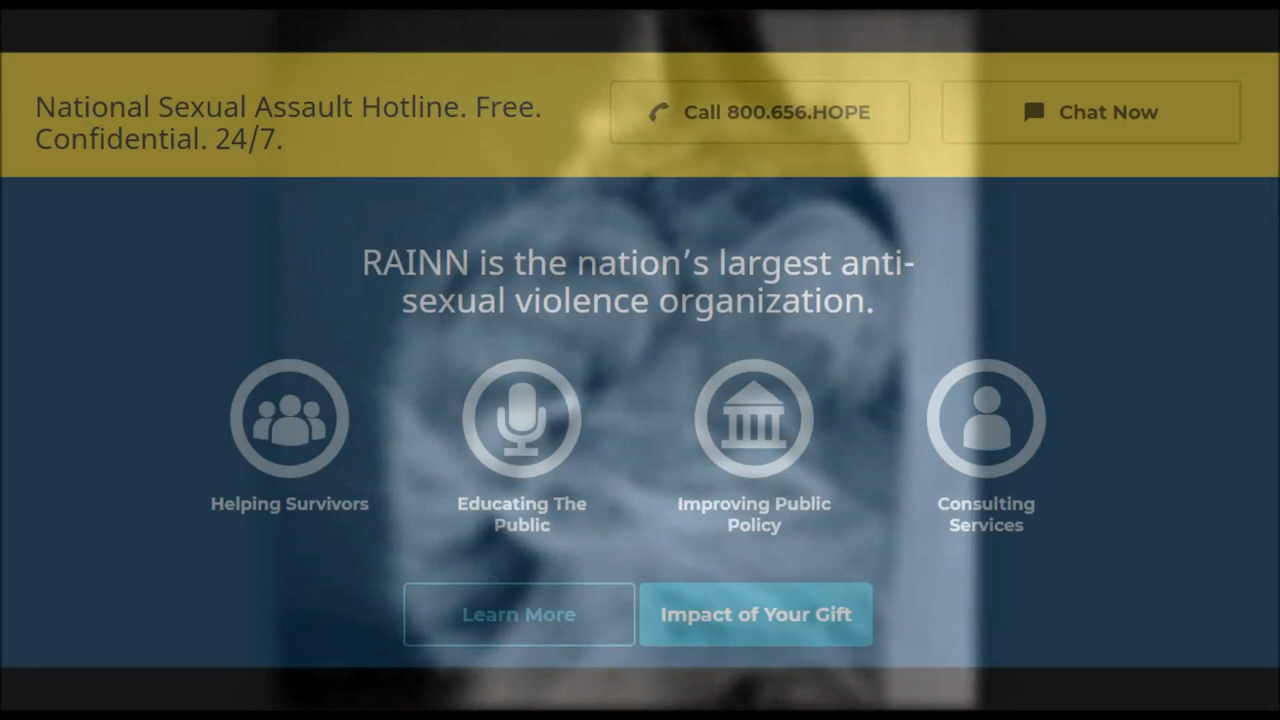 National Sexual Assault Hotline. Free.
Confidential. 24/7.
Call 800.656.HOPE
Chat Now
RAINN is the nation’s largest anti-
sexual violence organization.
Helping Survivors
Educating The
Public
Improving Public
Policy
Consulting
Services
Learn More
Impact of Your Gift